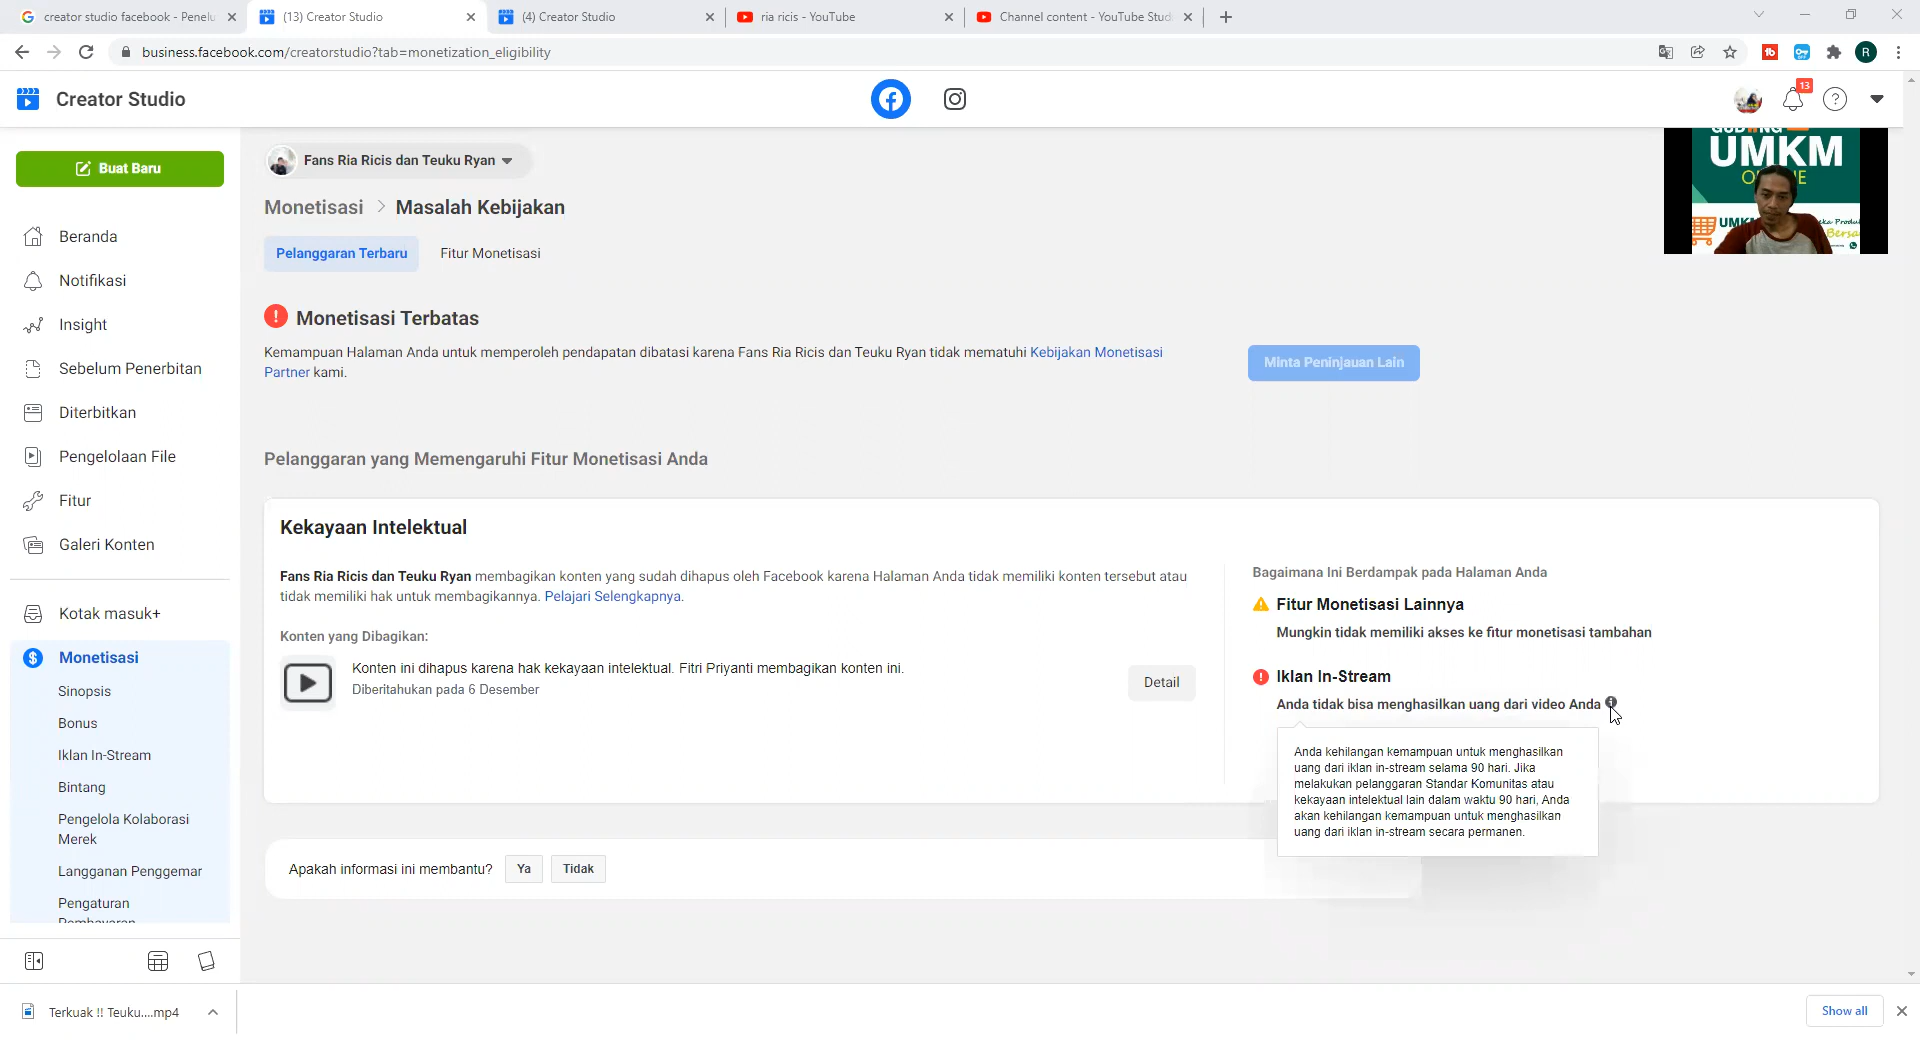 creator studio facebook - Penelu
(13) Creator Studio
(4) Creator Studio
ria ricis - YouTube
Channel content - YouTube Stud
business.facebook.com/creatorstudio?tab=monetization_eligibility
R
Creator Studio
13
Buat Baru
Beranda
Notifikasi
Insight
Sebelum Penerbitan
Diterbitkan
Pengelolaan File
Fitur
Galeri Konten
Kotak masuk+
Monetisasi
Sinopsis
Bonus
Iklan In-Stream
Bintang
Pengelola Kolaborasi
Merek
Langganan Penggemar
Pengaturan
Pembayaran
Fans Ria Ricis dan Teuku Ryan
Monetisasi > Masalah Kebijakan
Pelanggaran Terbaru
Fitur Monetisasi
Monetisasi Terbatas
Kemampuan Halaman Anda untuk memperoleh pendapatan dibatasi karena Fans Ria Ricis dan Teuku Ryan tidak mematuhi Kebijakan Monetisasi
Partner kami.
Minta Peninjauan Lain
Pelanggaran yang Memengaruhi Fitur Monetisasi Anda
Kekayaan Intelektual
Fans Ria Ricis dan Teuku Ryan membagikan konten yang sudah dihapus oleh Facebook karena Halaman Anda tidak memiliki konten tersebut atau
tidak memiliki hak untuk membagikannya. Pelajari Selengkapnya.
Konten yang Dibagikan:
Konten ini dihapus karena hak kekayaan intelektual. Fitri Priyanti membagikan konten ini.
Diberitahukan pada 6 Desember
Detail
Bagaimana Ini Berdampak pada Halaman Anda
Fitur Monetisasi Lainnya
Mungkin tidak memiliki akses ke fitur monetisasi tambahan
Iklan In-Stream
Anda tidak bisa menghasilkan uang dari video Anda
Anda kehilangan kemampuan untuk menghasilkan
uang dari iklan in-stream selama 90 hari. Jika
melakukan pelanggaran Standar Komunitas atau
kekayaan intelektual lain dalam waktu 90 hari, Anda
akan kehilangan kemampuan untuk menghasilkan
uang dari iklan in-stream secara permanen.
Apakah informasi ini membantu?
Ya
Tidak
UMKM
Terkuak !! Teuku....mp4
Show all